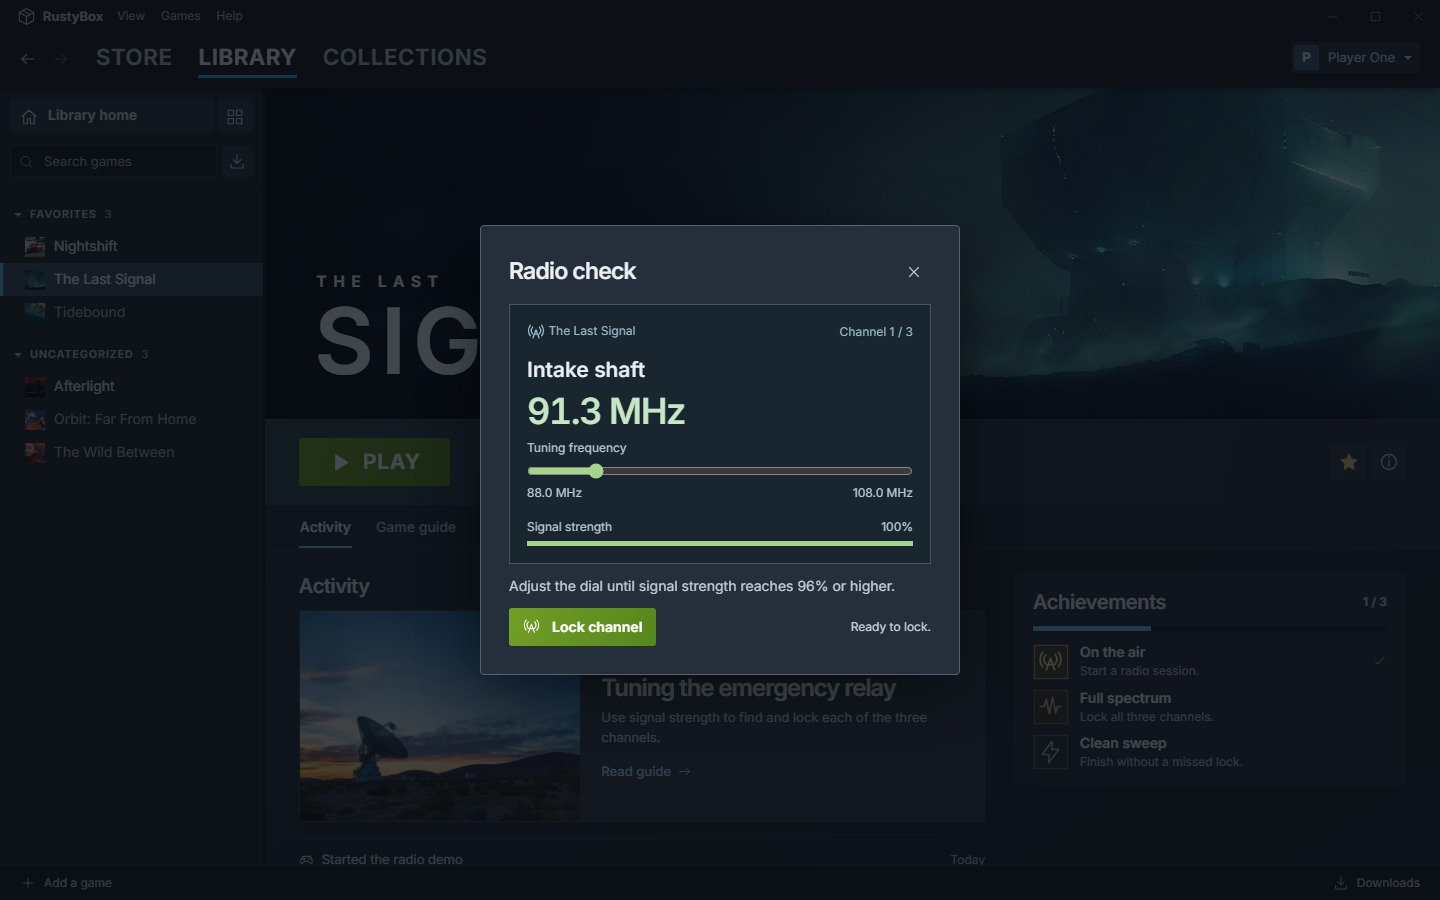 RustyBox View Games Help
STORE LIBRARY COLLECTIONS
P Player One
Library home
Search games
FAVORITES 3
Nightshift
The Last Signal
Tidebound
UNCATEGORIZED 3
Afterlight
Orbit: Far From Home
The Wild Between
THE LAST
SIG
PLAY
Activity Game guide
Radio check
The Last Signal Channel 1 / 3
Intake shaft
91.3 MHz
Tuning frequency
88.0 MHz 108.0 MHz
Signal strength 100%
Adjust the dial until signal strength reaches 96% or higher.
Lock channel Ready to lock.
Activity
Tuning the emergency relay
Use signal strength to find and lock each of the three
channels.
Read guide
Started the radio demo Today
Achievements 1 / 3
On the air
Start a radio session.
Full spectrum
Lock all three channels.
Clean sweep
Finish without a missed lock.
Add a game Downloads